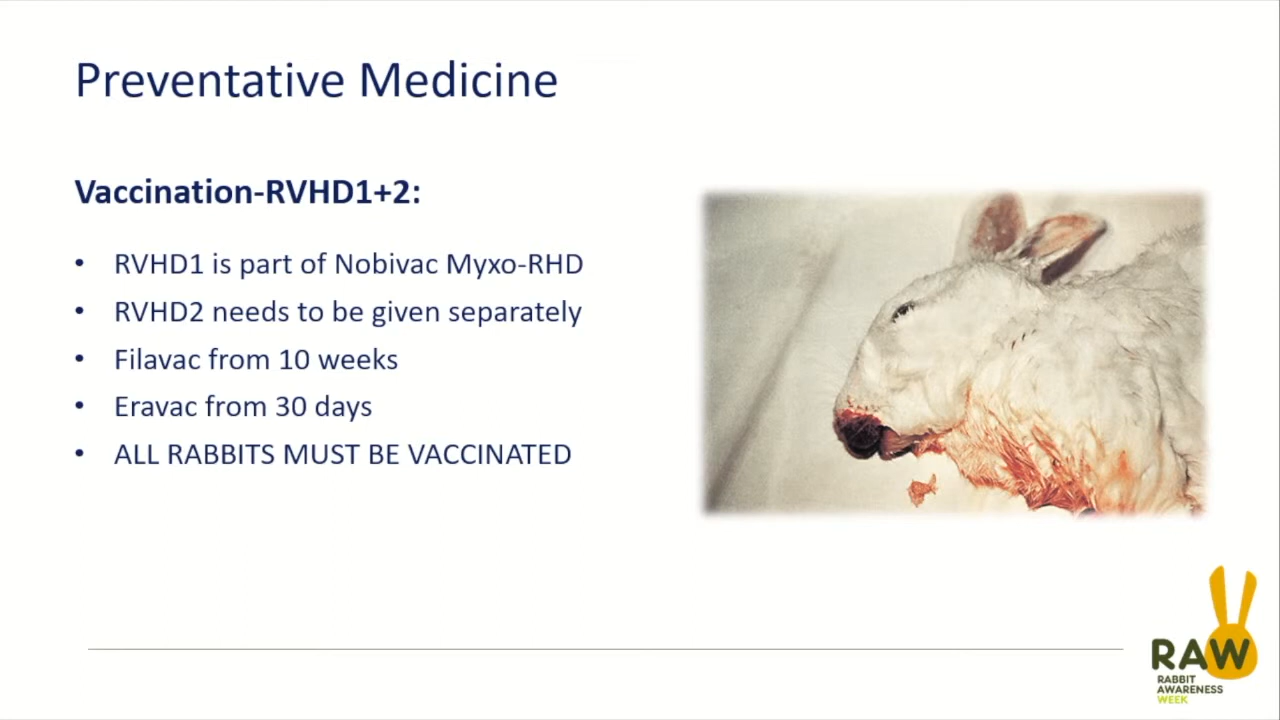 Preventative Medicine
Vaccination-RVHD1+2:
• RVHD1 is part of Nobivac Myxo-RHD
• RVHD2 needs to be given separately
• Filavac from 10 weeks
• Eravac from 30 days
• ALL RABBITS MUST BE VACCINATED
RAW
RABBIT
AWARENESS
WEEK